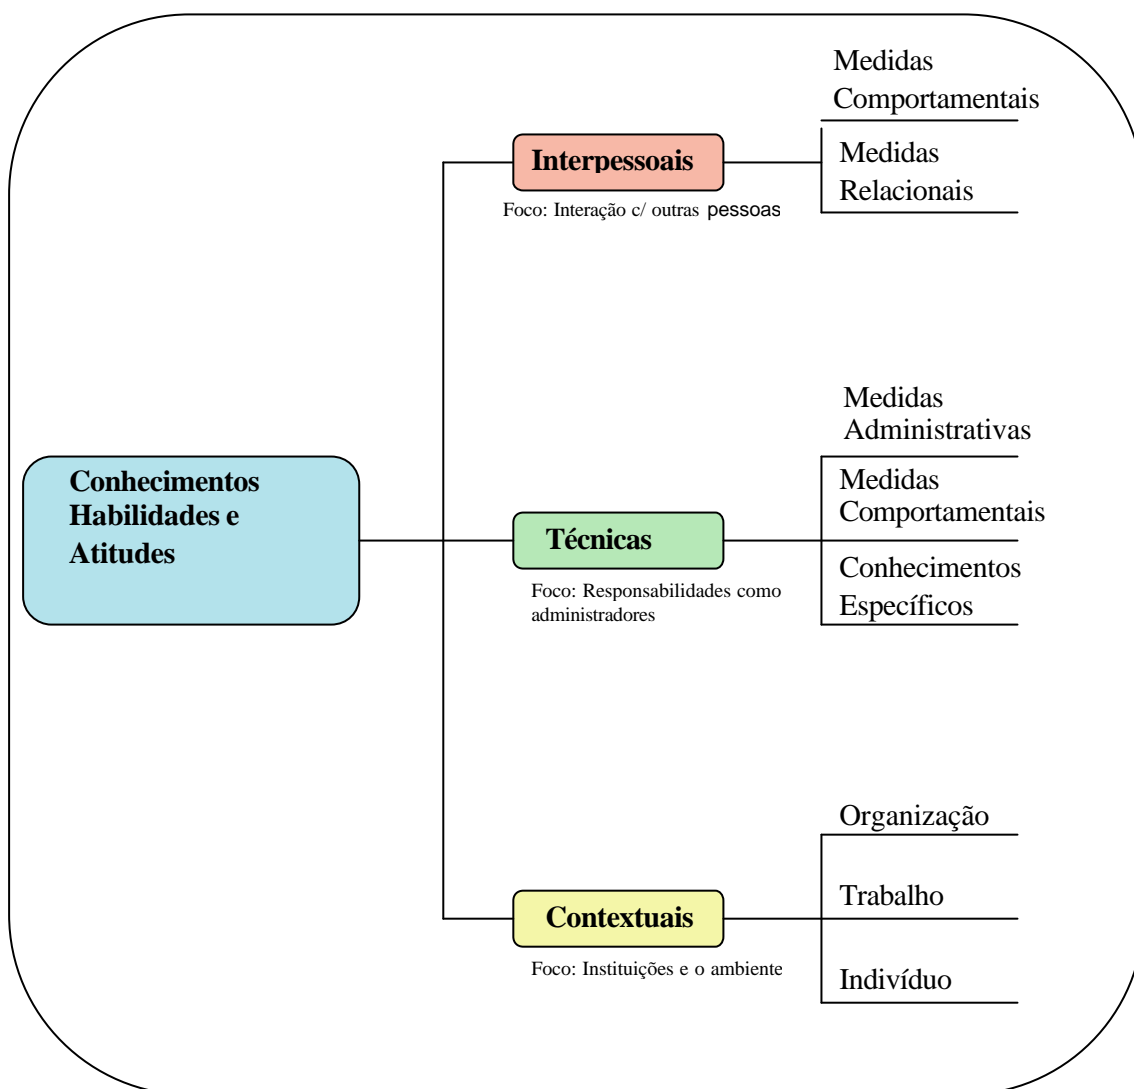 Medidas
Comportamentais
Interpessoais
Medidas
Relacionais
Foco: Interação c/ outras pessoas
Medidas
Administrativas
Conhecimentos
Habilidades e
Atitudes
Medidas
Comportamentais
Técnicas
Conhecimentos
Específicos
Foco: Responsabilidades como
administradores
Organização
Trabalho
Contextuais
Foco: Instituições e o ambiente
Indivíduo